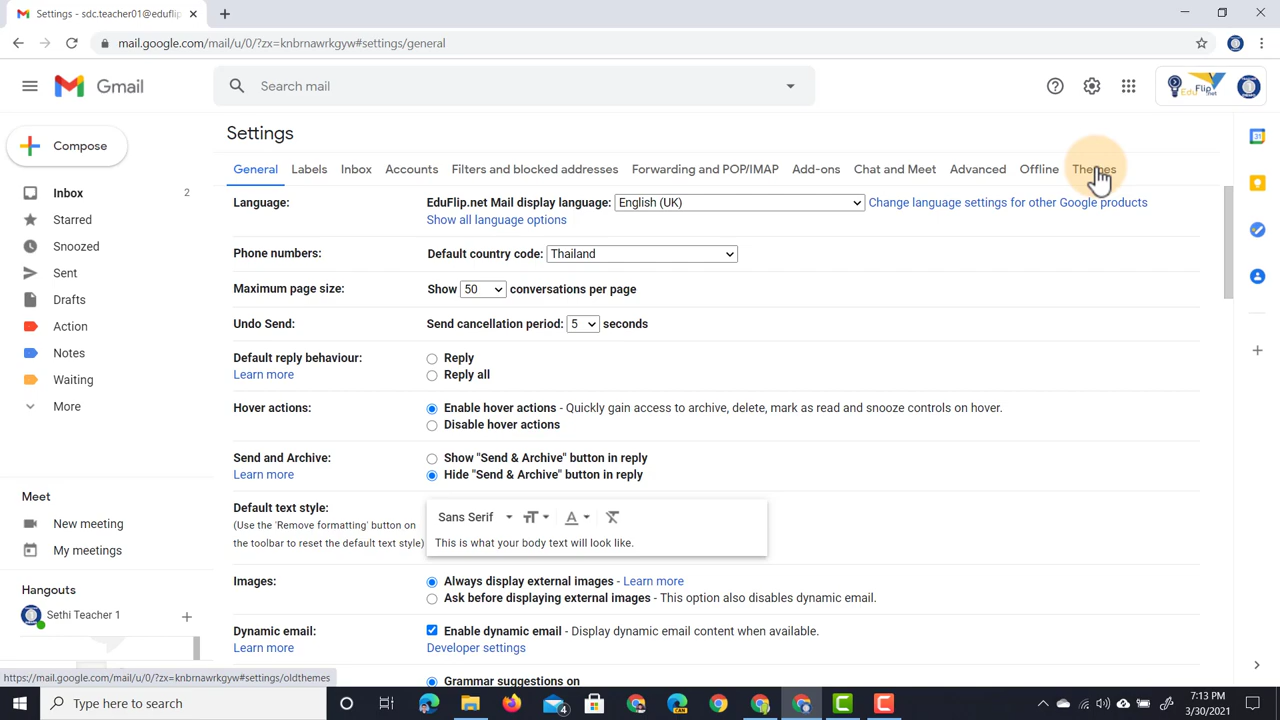 Settings - sdc.teacher01@eduflip
mail.google.com/mail/u/0/?zx=knbrnawrkgyw#settings/general
Gmail
Search mail
EduFlip.net
Compose
Inbox 2
Starred
Snoozed
Sent
Drafts
Action
Notes
Waiting
More
Meet
New meeting
My meetings
Hangouts
Sethi Teacher 1
Settings
General Labels Inbox Accounts Filters and blocked addresses Forwarding and POP/IMAP Add-ons Chat and Meet Advanced Offline Themes
Language: EduFlip.net Mail display language: English (UK) Change language settings for other Google products
Show all language options
Phone numbers: Default country code: Thailand
Maximum page size: Show 50 conversations per page
Undo Send: Send cancellation period: 5 seconds
Default reply behaviour: Reply
Learn more Reply all
Hover actions: Enable hover actions - Quickly gain access to archive, delete, mark as read and snooze controls on hover.
Disable hover actions
Send and Archive: Show "Send & Archive" button in reply
Learn more Hide "Send & Archive" button in reply
Default text style:
(Use the 'Remove formatting' button on
the toolbar to reset the default text style)
Sans Serif
This is what your body text will look like.
Images: Always display external images - Learn more
Ask before displaying external images - This option also disables dynamic email.
Dynamic email: Enable dynamic email - Display dynamic email content when available.
Learn more Developer settings
Grammar suggestions on
https://mail.google.com/mail/u/0/?zx=knbrnawrkgyw#settings/oldthemes
Type here to search
7:13 PM
3/30/2021